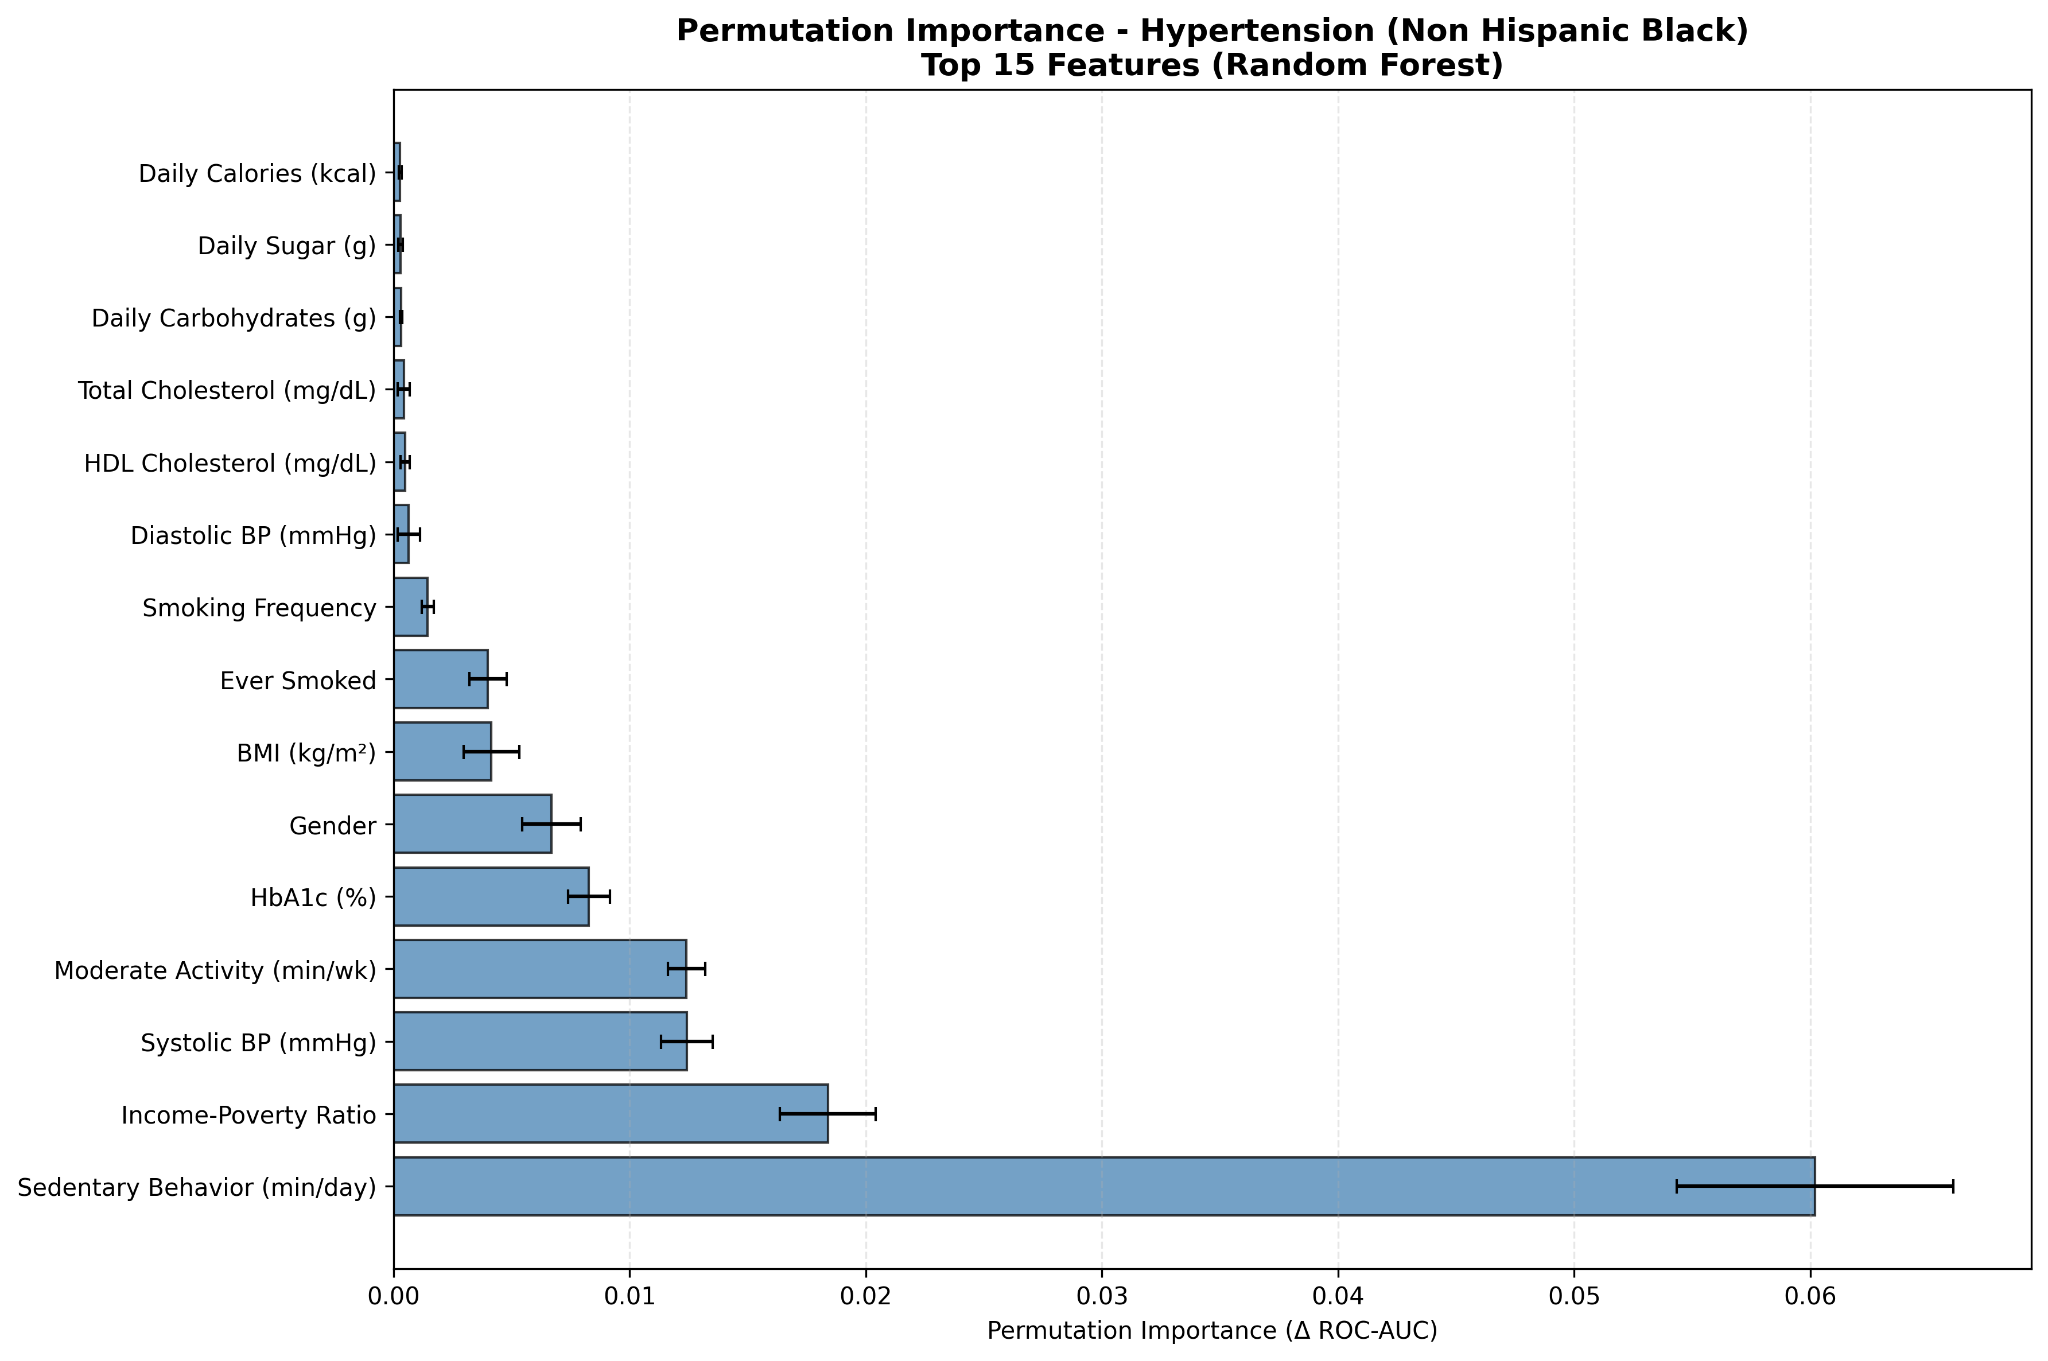 Permutation Importance - Hypertension (Non Hispanic Black)
Top 15 Features (Random Forest)
Daily Calories (kcal)
Daily Sugar (g)
Daily Carbohydrates (g)
Total Cholesterol (mg/dL)
HDL Cholesterol (mg/dL)
Diastolic BP (mmHg)
Smoking Frequency
Ever Smoked
BMI (kg/m²)
Gender
HbA1c (%)
Moderate Activity (min/wk)
Systolic BP (mmHg)
Income-Poverty Ratio
Sedentary Behavior (min/day)
0.00 0.01 0.02 0.03 0.04 0.05 0.06
Permutation Importance (Δ ROC-AUC)